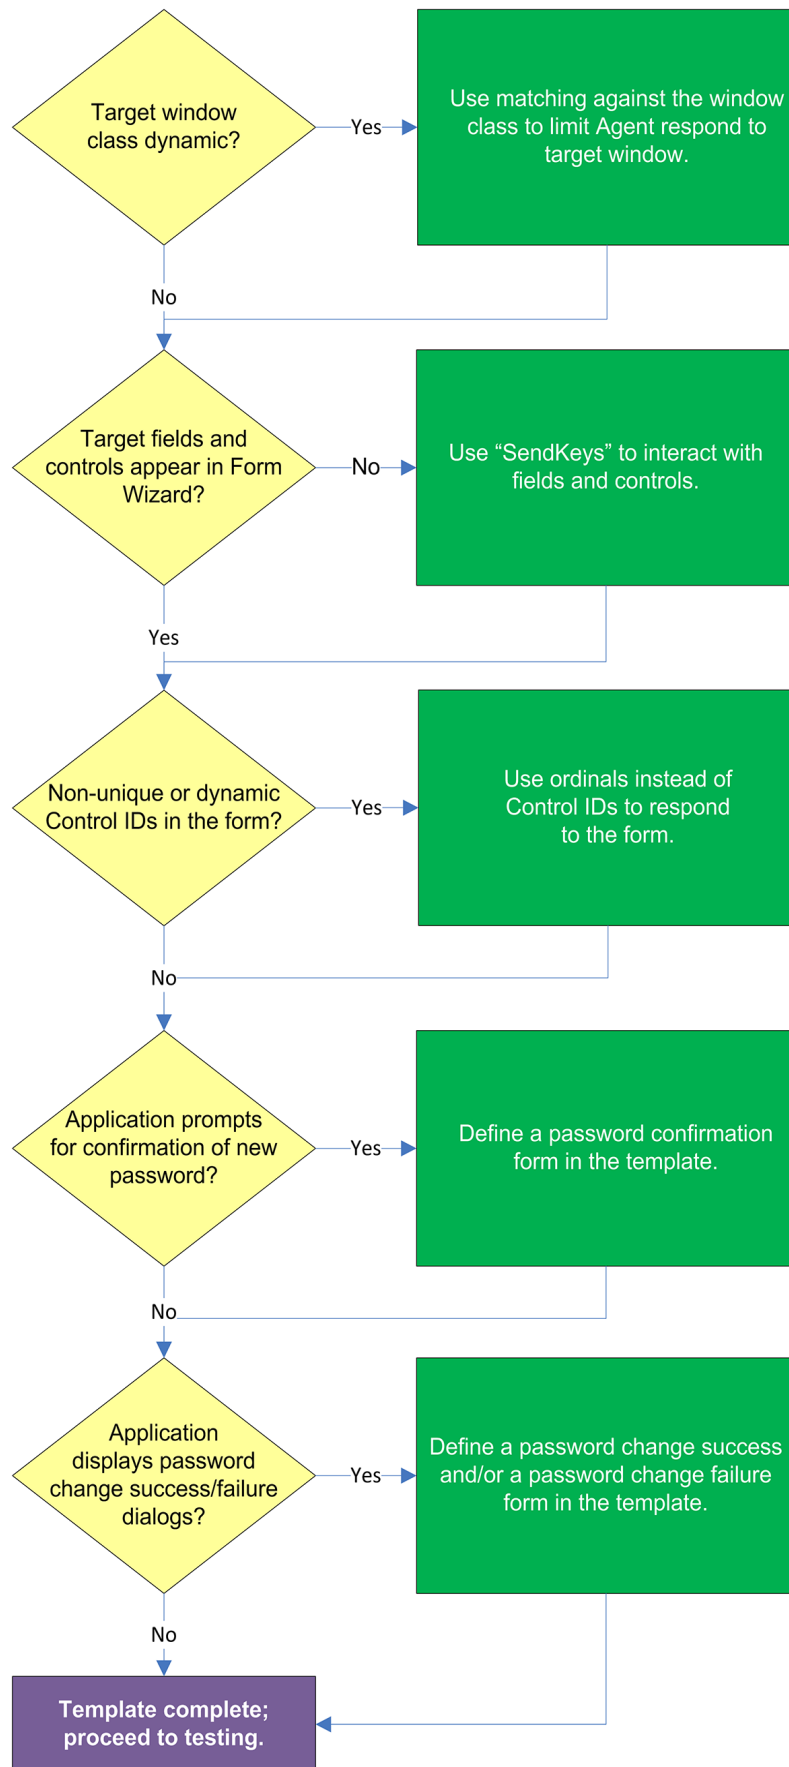 Target window
class dynamic?
Yes
Use matching against the window
class to limit Agent respond to
target window.
No
Target fields and
controls appear in Form
Wizard?
No
Use “SendKeys” to interact with
fields and controls.
Yes
Non-unique or dynamic
Control IDs in the form?
Yes
Use ordinals instead of
Control IDs to respond
to the form.
No
Application prompts
for confirmation of new
password?
Yes
Define a password confirmation
form in the template.
No
Application
displays password
change success/failure
dialogs?
Yes
Define a password change success
and/or a password change failure
form in the template.
No
Template complete;
proceed to testing.